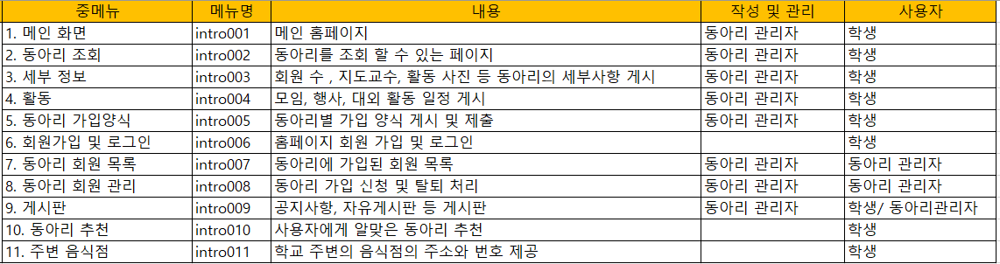 중메뉴 메뉴명 내용 작성 및 관리 사용자
1. 메인 화면 intro001 메인 홈페이지 동아리 관리자 학생
2. 동아리 조회 intro002 동아리를 조회 할 수 있는 페이지 동아리 관리자 학생
3. 세부 정보 intro003 회원 수 , 지도교수, 활동 사진 등 동아리의 세부사항 게시 동아리 관리자 학생
4. 활동 intro004 모임, 행사, 대외 활동 일정 게시 동아리 관리자 학생
5. 동아리 가입양식 intro005 동아리별 가입 양식 게시 및 제출 동아리 관리자 학생
6. 회원가입 및 로그인 intro006 홈페이지 회원 가입 및 로그인 학생
7. 동아리 회원 목록 intro007 동아리에 가입된 회원 목록 동아리 관리자 동아리 관리자
8. 동아리 회원 관리 intro008 동아리 가입 신청 및 탈퇴 처리 동아리 관리자 동아리 관리자
9. 게시판 intro009 공지사항, 자유게시판 등 게시판 동아리 관리자 학생/ 동아리관리자
10. 동아리 추천 intro010 사용자에게 알맞은 동아리 추천 학생
11. 주변 음식점 intro011 학교 주변의 음식점의 주소와 번호 제공 학생